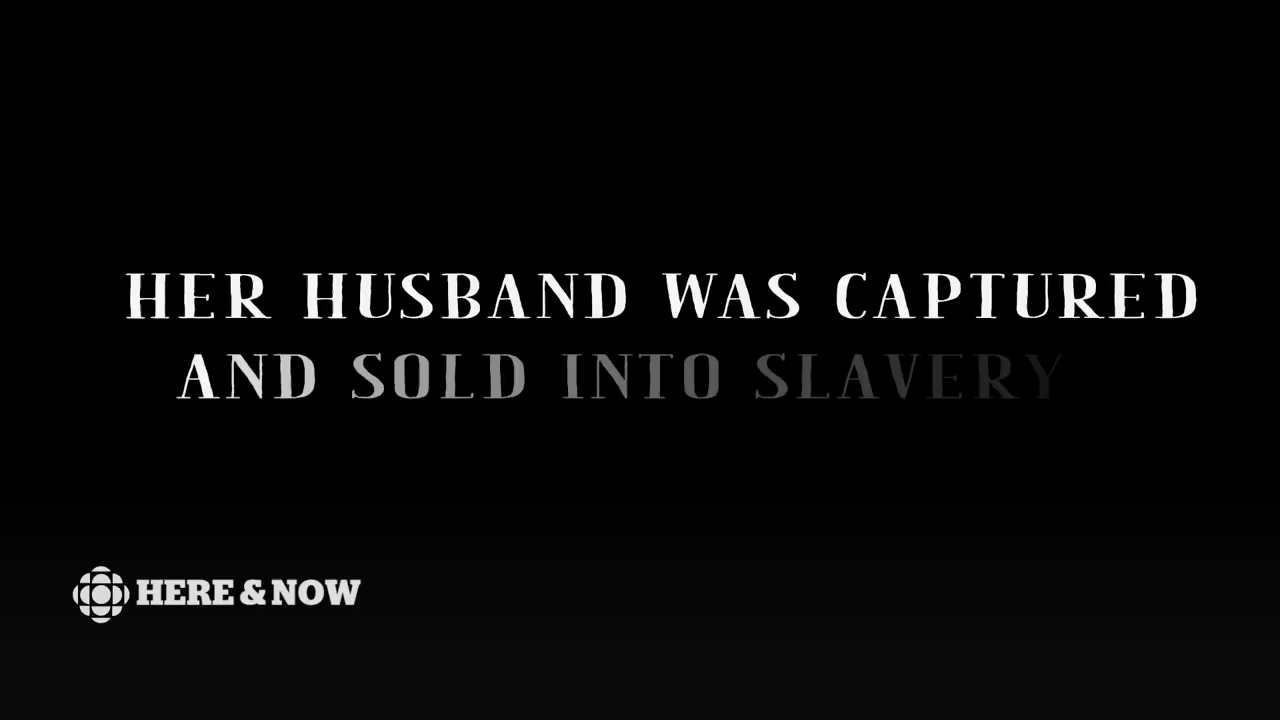 HER HUSBAND WAS CAPTURED
AND SOLD INTO SLAVERY
HERE & NOW